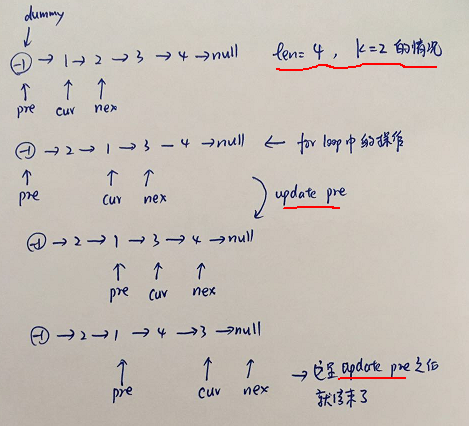 dummy
-1 → 1 → 2 → 3 → 4 → null
len=4, k=2 的情况
pre cur nex
-1 → 2 → 1 → 3 – 4 → null ← for loop 中的操作
pre cur nex
update pre
-1 → 2 → 1 → 3 → 4 → null
pre cur nex
-1 → 2 → 1 → 4 → 3 → null
pre cur nex
→ update pre 之后
就结束了